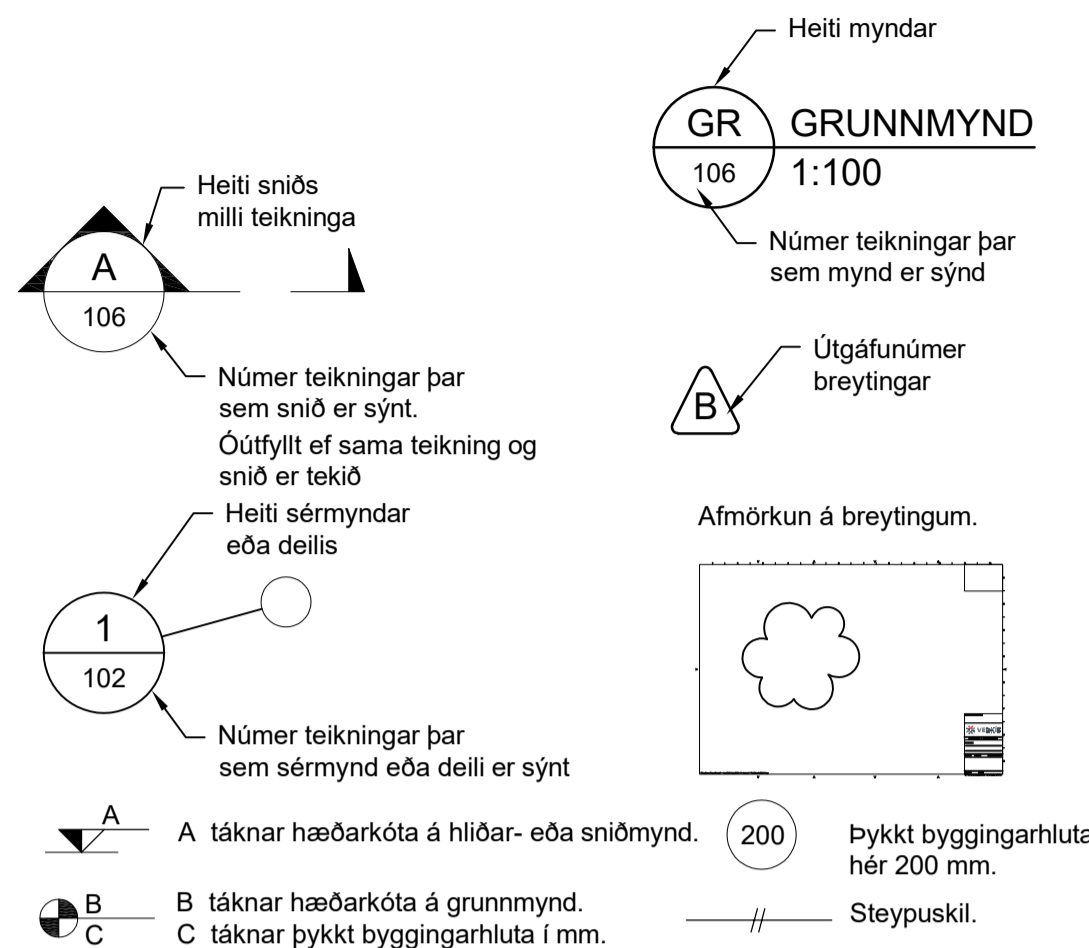 Heiti myndar
GR GRUNNMYND
106 1:100
Númer teikningar þar
sem mynd er sýnd
Heiti sniðs
milli teikninga
A
106
Númer teikningar þar
sem snið er sýnt.
Óútfyllt ef sama teikning og
snið er tekið
Útgáfunúmer
breytingar
B
Heiti sérmyndar
eða deilis
1
102
Númer teikningar þar
sem sérmynd eða deili er sýnt
Afmörkun á breytingum.
A
A táknar hæðarkóta á hliðar- eða sniðmynd.
B
C
B táknar hæðarkóta á grunnmynd.
C táknar þykkt byggingarhluta í mm.
200
Þykkt byggingarhluta
hér 200 mm.
Steypuskil.